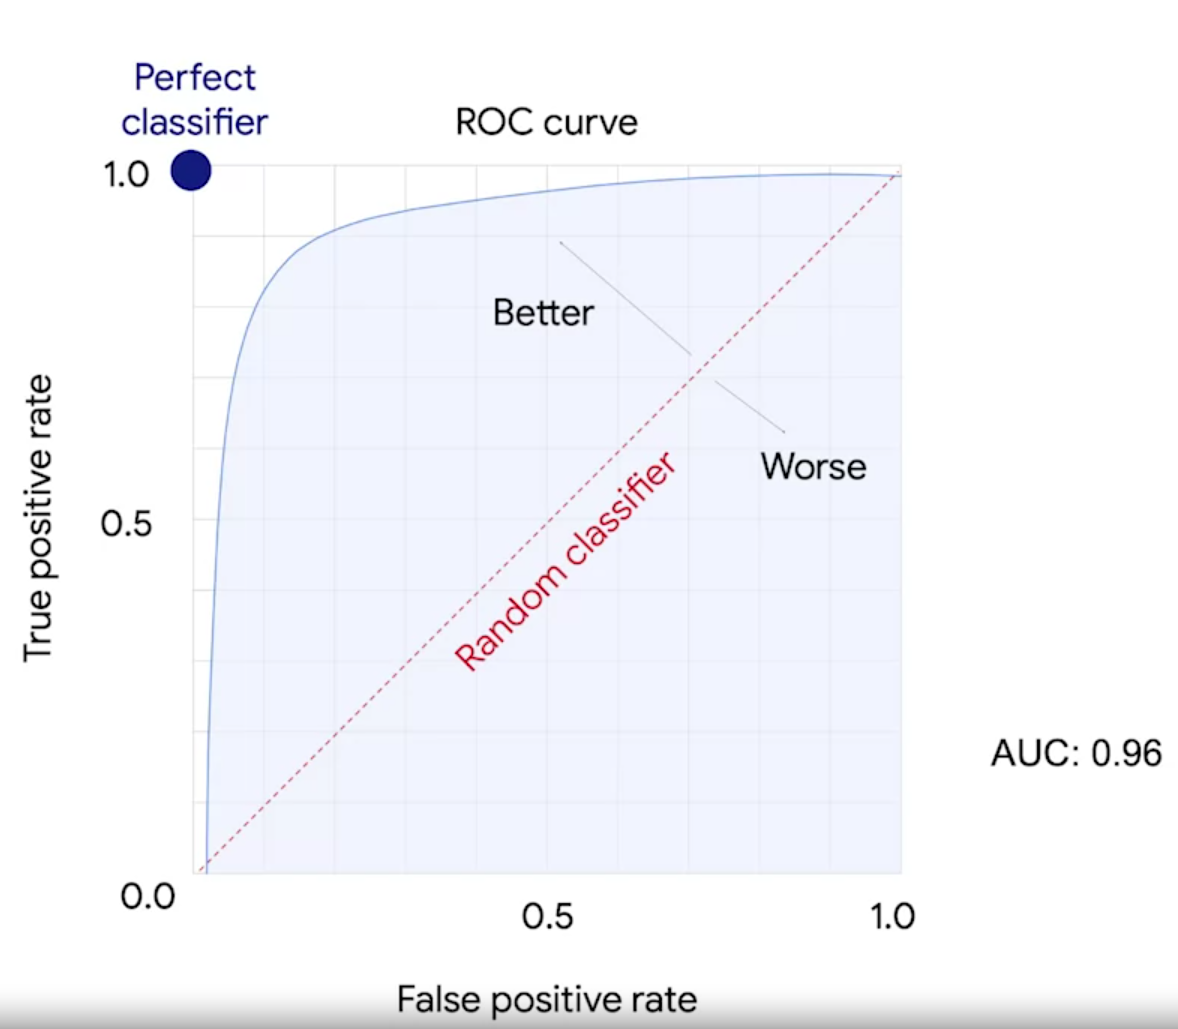 Perfect
classifier
ROC curve
1.0
Better
Worse
True positive rate
0.5
Random classifier
AUC: 0.96
0.0
0.5
1.0
False positive rate